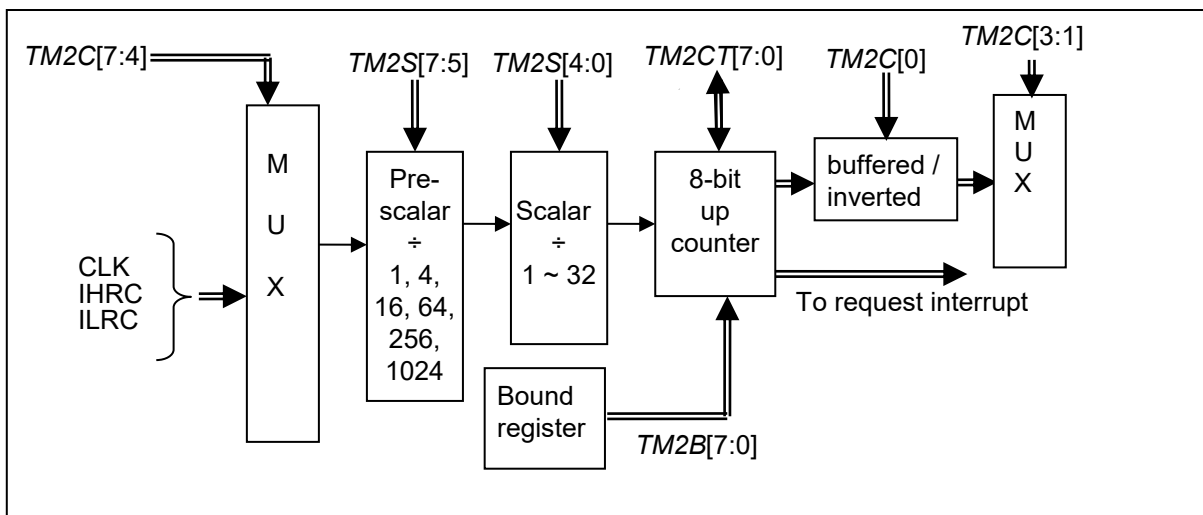 TM2C[7:4]
TM2S[7:5]
TM2S[4:0]
TM2CT[7:0]
TM2C[0]
TM2C[3:1]
CLK
IHRC
ILRC
M
U
X
Pre-
scalar
÷
1, 4,
16, 64,
256,
1024
Scalar
÷
1 ~ 32
8-bit
up
counter
buffered /
inverted
M
U
X
To request interrupt
Bound
register
TM2B[7:0]